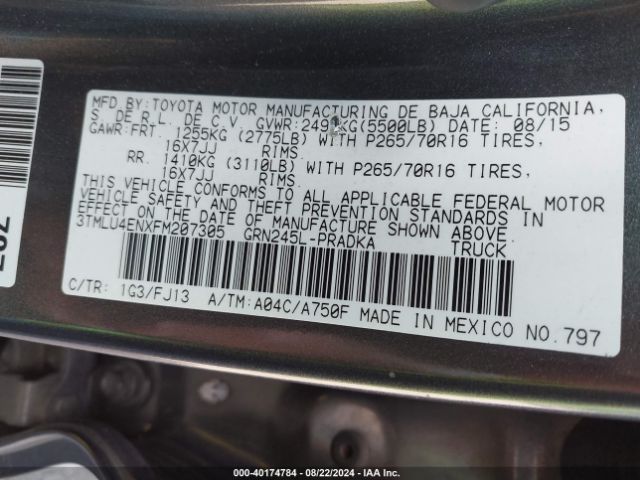 MFD.BY:TOYOTA MOTOR MANUFACTURING DE BAJA CALIFORNIA,
S. DE R.L. DE C.V. GVWR: (5500LB) DATE: 08/15
GAWR:FRT. 1255KG (2775LB) WITH P265/70R16 TIRES,
16X7JJ RIMS
RR. 1410KG (3110LB) WITH P265/70R16 TIRES,
16X7JJ RIMS.
THIS VEHICLE CONFORMS TO ALL APPLICABLE FEDERAL MOTOR
VEHICLE SAFETY AND THEFT PREVENTION STANDARDS IN
EFFECT ON THE DATE OF MANUFACTURE SHOWN ABOVE.
3TMLU4ENXFM207305 GRN245L-PRADKA TRUCK
C/TR: 1G3/FJ13 A/TM:A04C/A750F MADE IN MEXICO NO.797
000-40174784 | 08/22/2024 | IAA Inc.